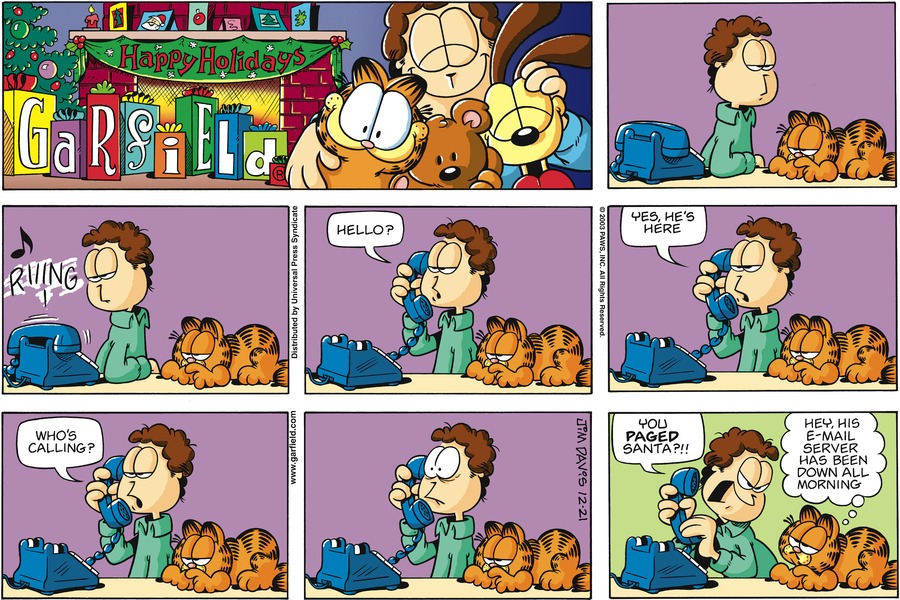 Happy Holidays
GaRfiELd
®
RIIING
!
Distributed by Universal Press Syndicate
HELLO?
© 2003 PAWS, INC. All Rights Reserved.
YES, HE'S
HERE
WHO'S
CALLING?
www.garfield.com
JIM DAVIS 12-21
YOU
PAGED
SANTA?!!
HEY, HIS
E-MAIL
SERVER
HAS BEEN
DOWN ALL
MORNING